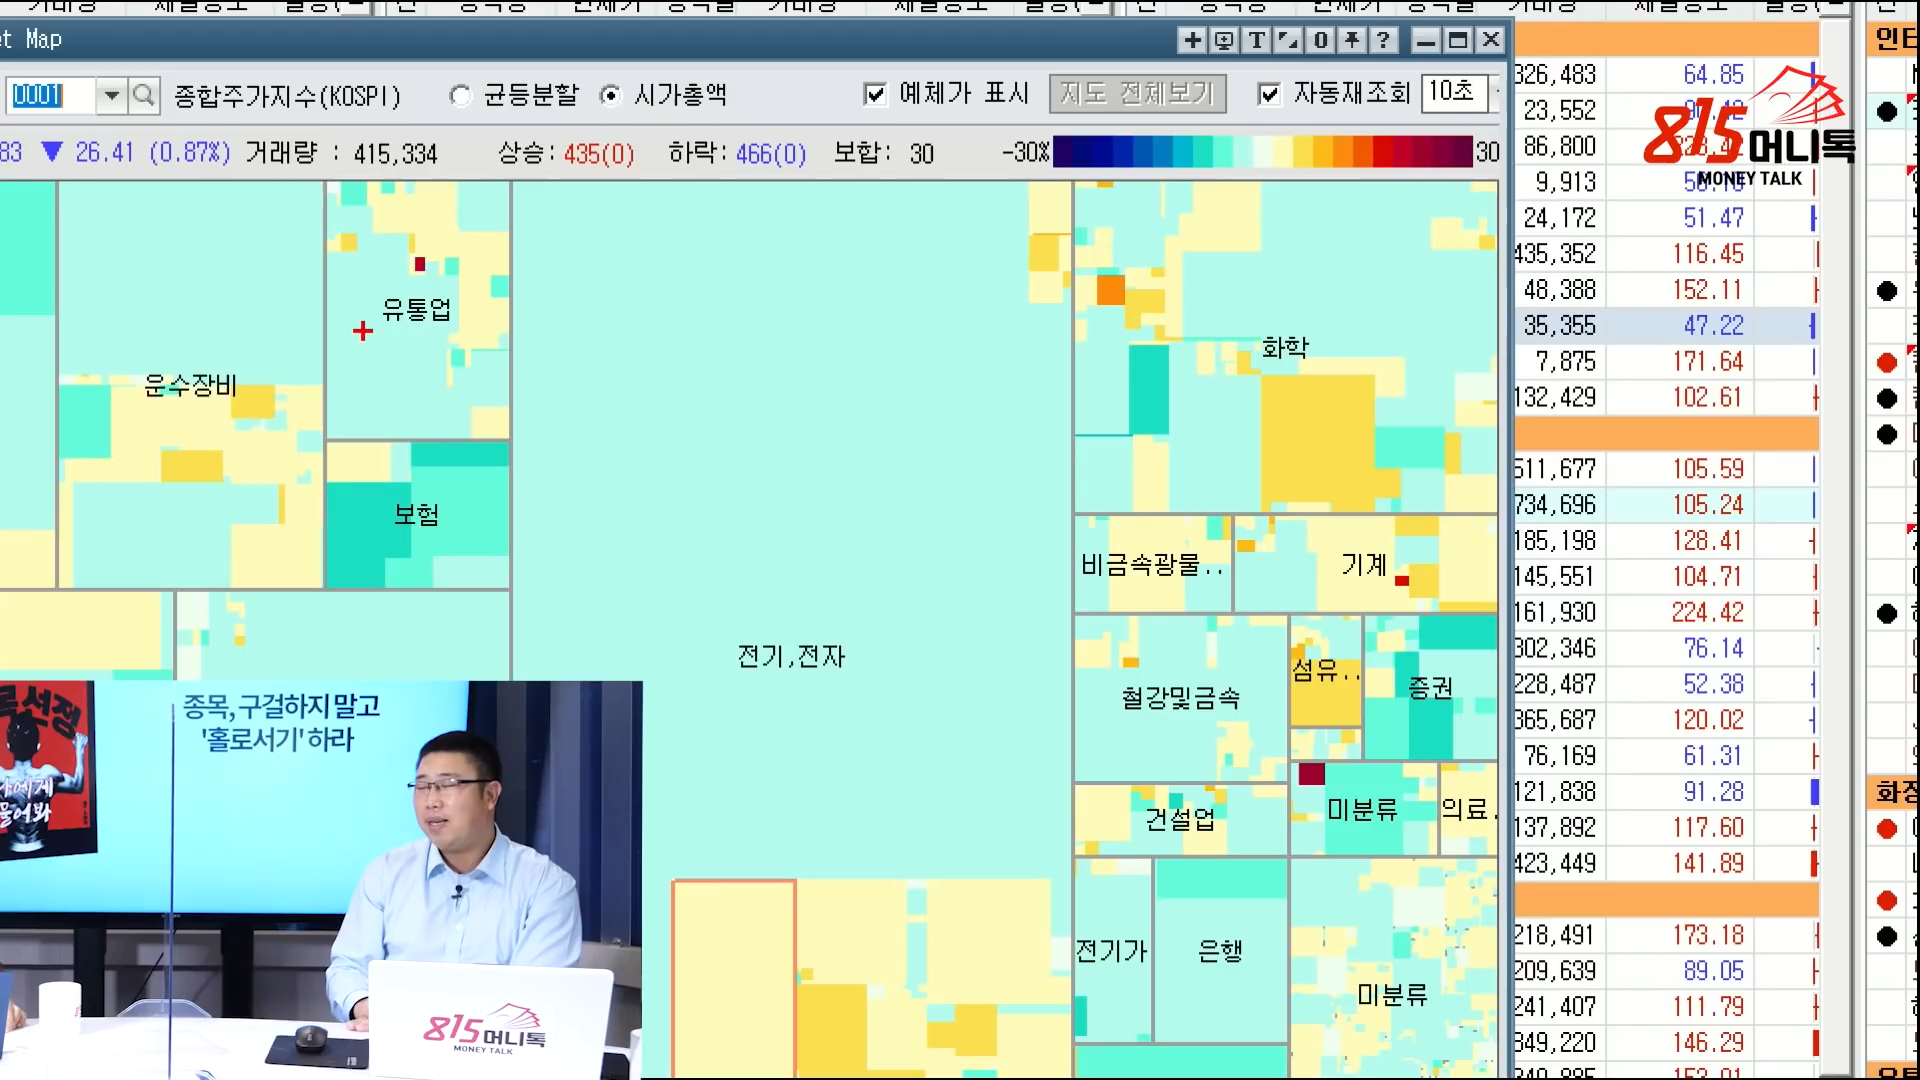 et Map
T 0 ?
0001 종합주가지수(KOSPI) 균등분할 시가총액 예체가 표시 지도 전체보기 자동재조회 10초
83 ▼ 26.41 (0.87%) 거래량 : 415,334 상승:435(0) 하락:466(0) 보합: 30 -30% 30
815머니톡
MONEY TALK
운수장비
유통업
보험
전기,전자
화학
비금속광물..
기계
철강및금속
섬유..
증권
건설업
미분류
의료.
전기가
은행
미분류
326,483 64.85
23,552
86,800
9,913
24,172 51.47
435,352 116.45
48,388 152.11
35,355 47.22
7,875 171.64
132,429 102.61
511,677 105.59
734,696 105.24
185,198 128.41
145,551 104.71
161,930 224.42
302,346 76.14
228,487 52.38
365,687 120.02
76,169 61.31
121,838 91.28
137,892 117.60
423,449 141.89
218,491 173.18
209,639 89.05
241,407 111.79
349,220 146.29
인터
화장
종목, 구걸하지 말고
'홀로서기' 하라
815머니톡
MONEY TALK